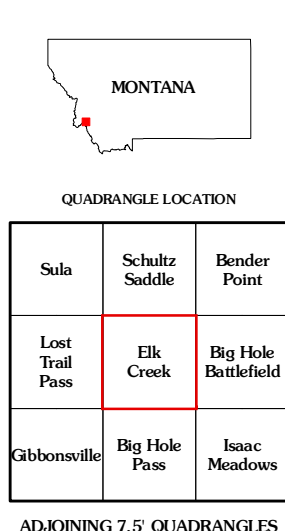 MONTANA
QUADRANGLE LOCATION
Sula
Schultz
Saddle
Bender
Point
Lost
Trail
Pass
Elk
Creek
Big Hole
Battlefield
Gibbonsville
Big Hole
Pass
Isaac
Meadows
ADJOINING 7.5' QUADRANGLES